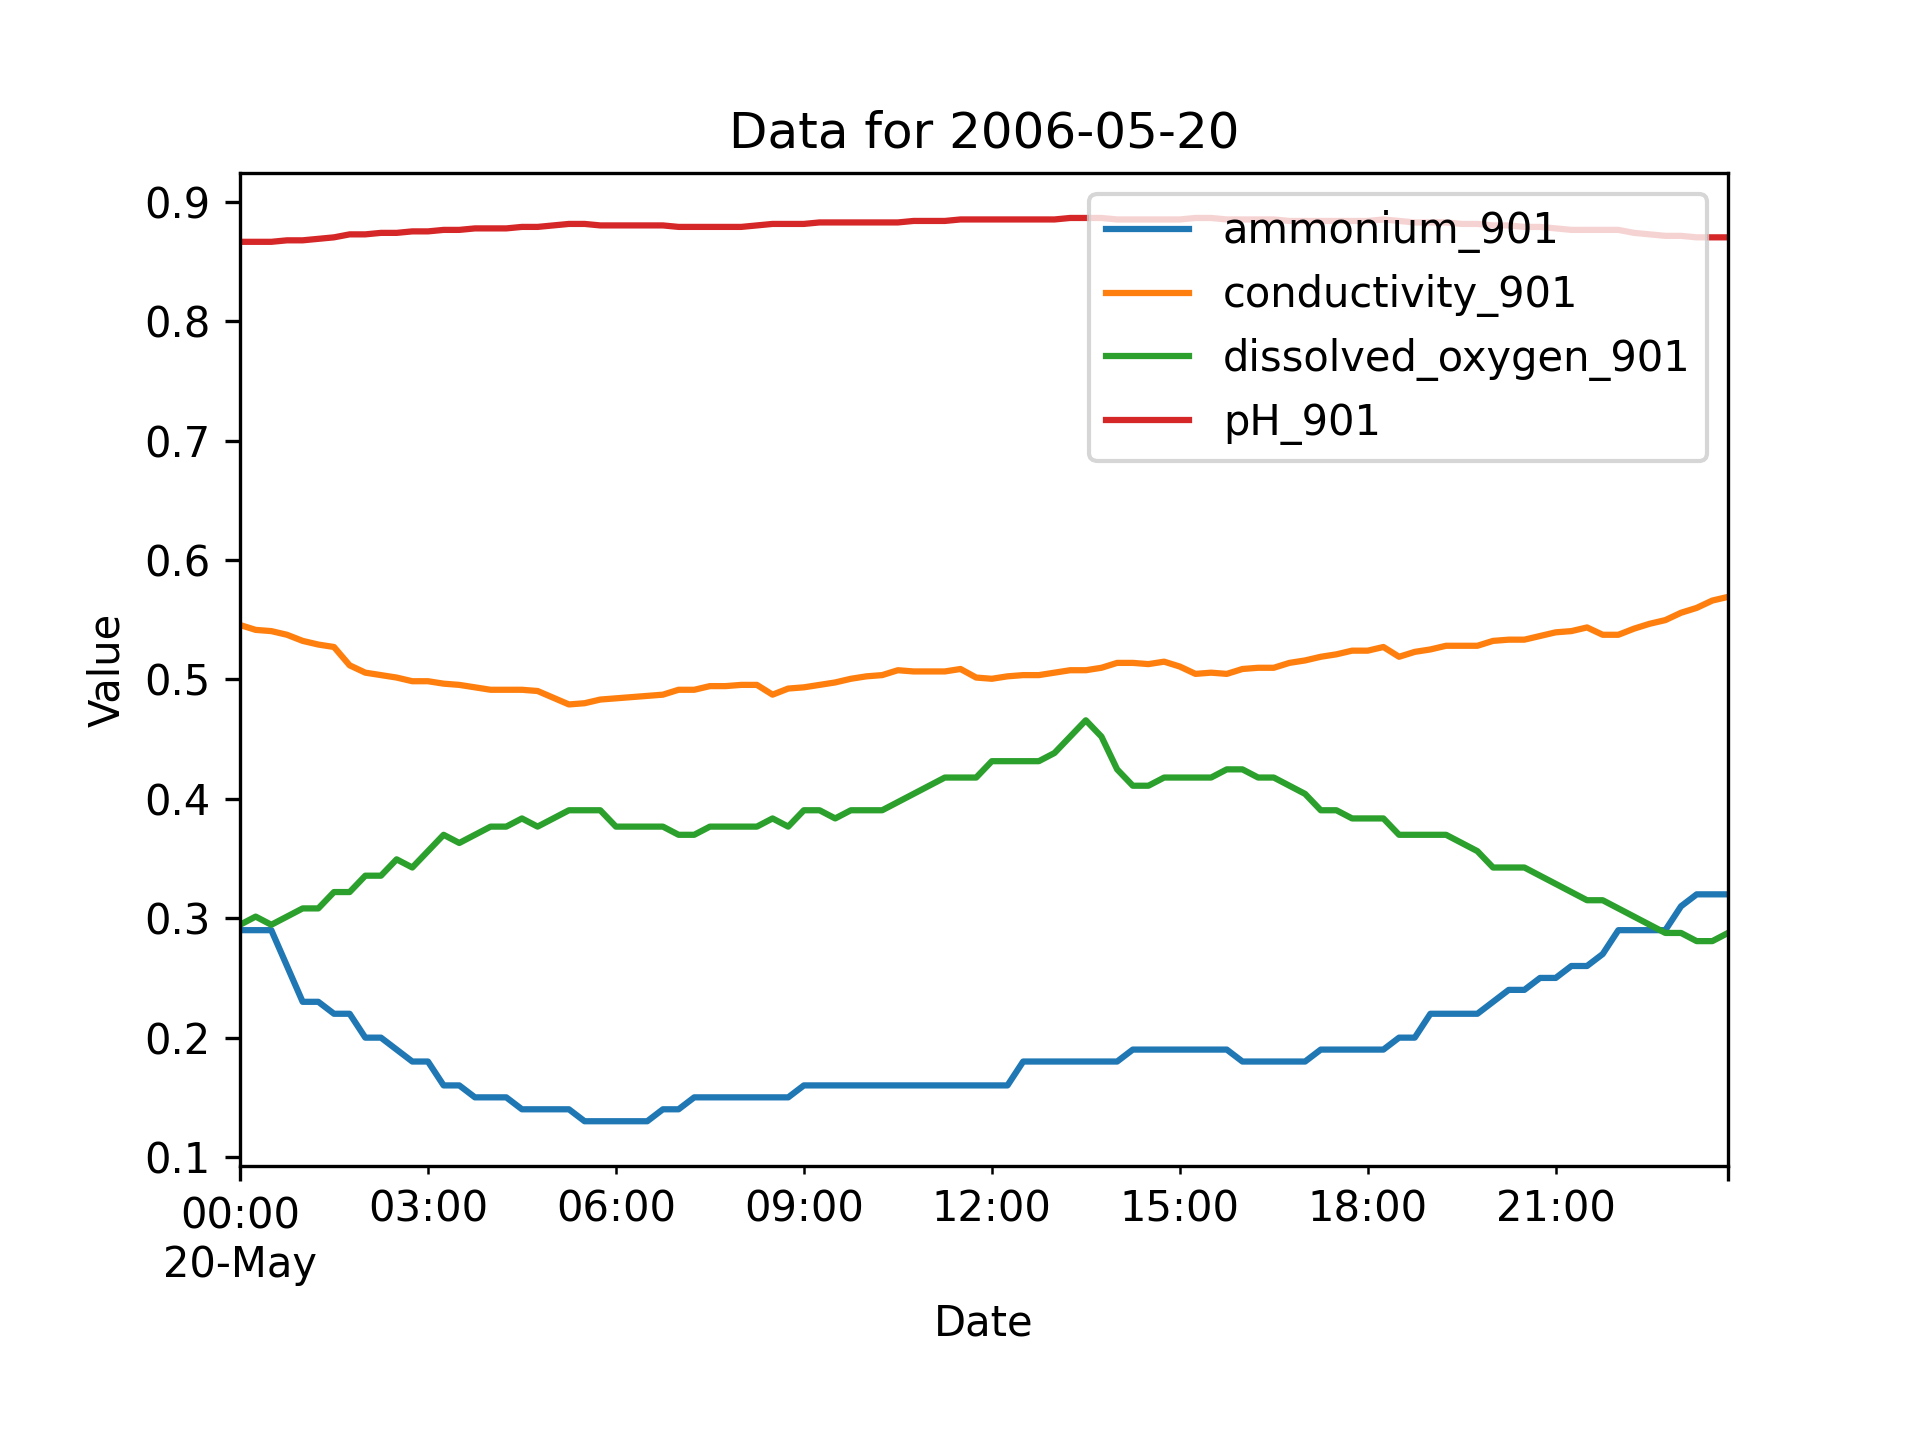 Data for 2006-05-20
ammonium_901
conductivity_901
dissolved_oxygen_901
pH_901
Value
0.9
0.8
0.7
0.6
0.5
0.4
0.3
0.2
0.1
00:00 03:00 06:00 09:00 12:00 15:00 18:00 21:00
20-May
Date